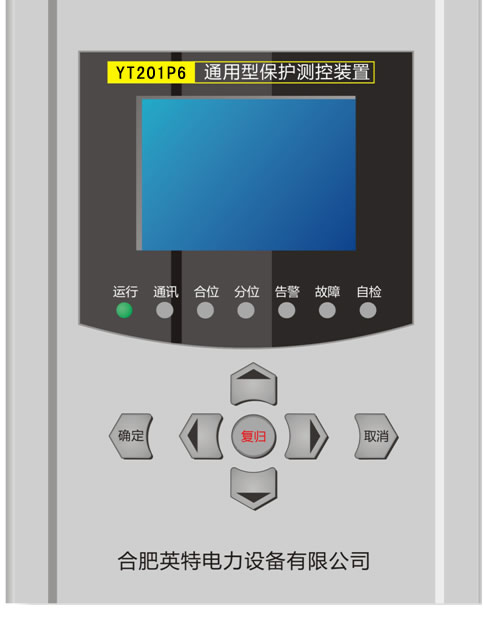 YT201P6 通用型保护测控装置
运行 通讯 合位 分位 告警 故障 自检
确定 复归 取消
合肥英特电力设备有限公司